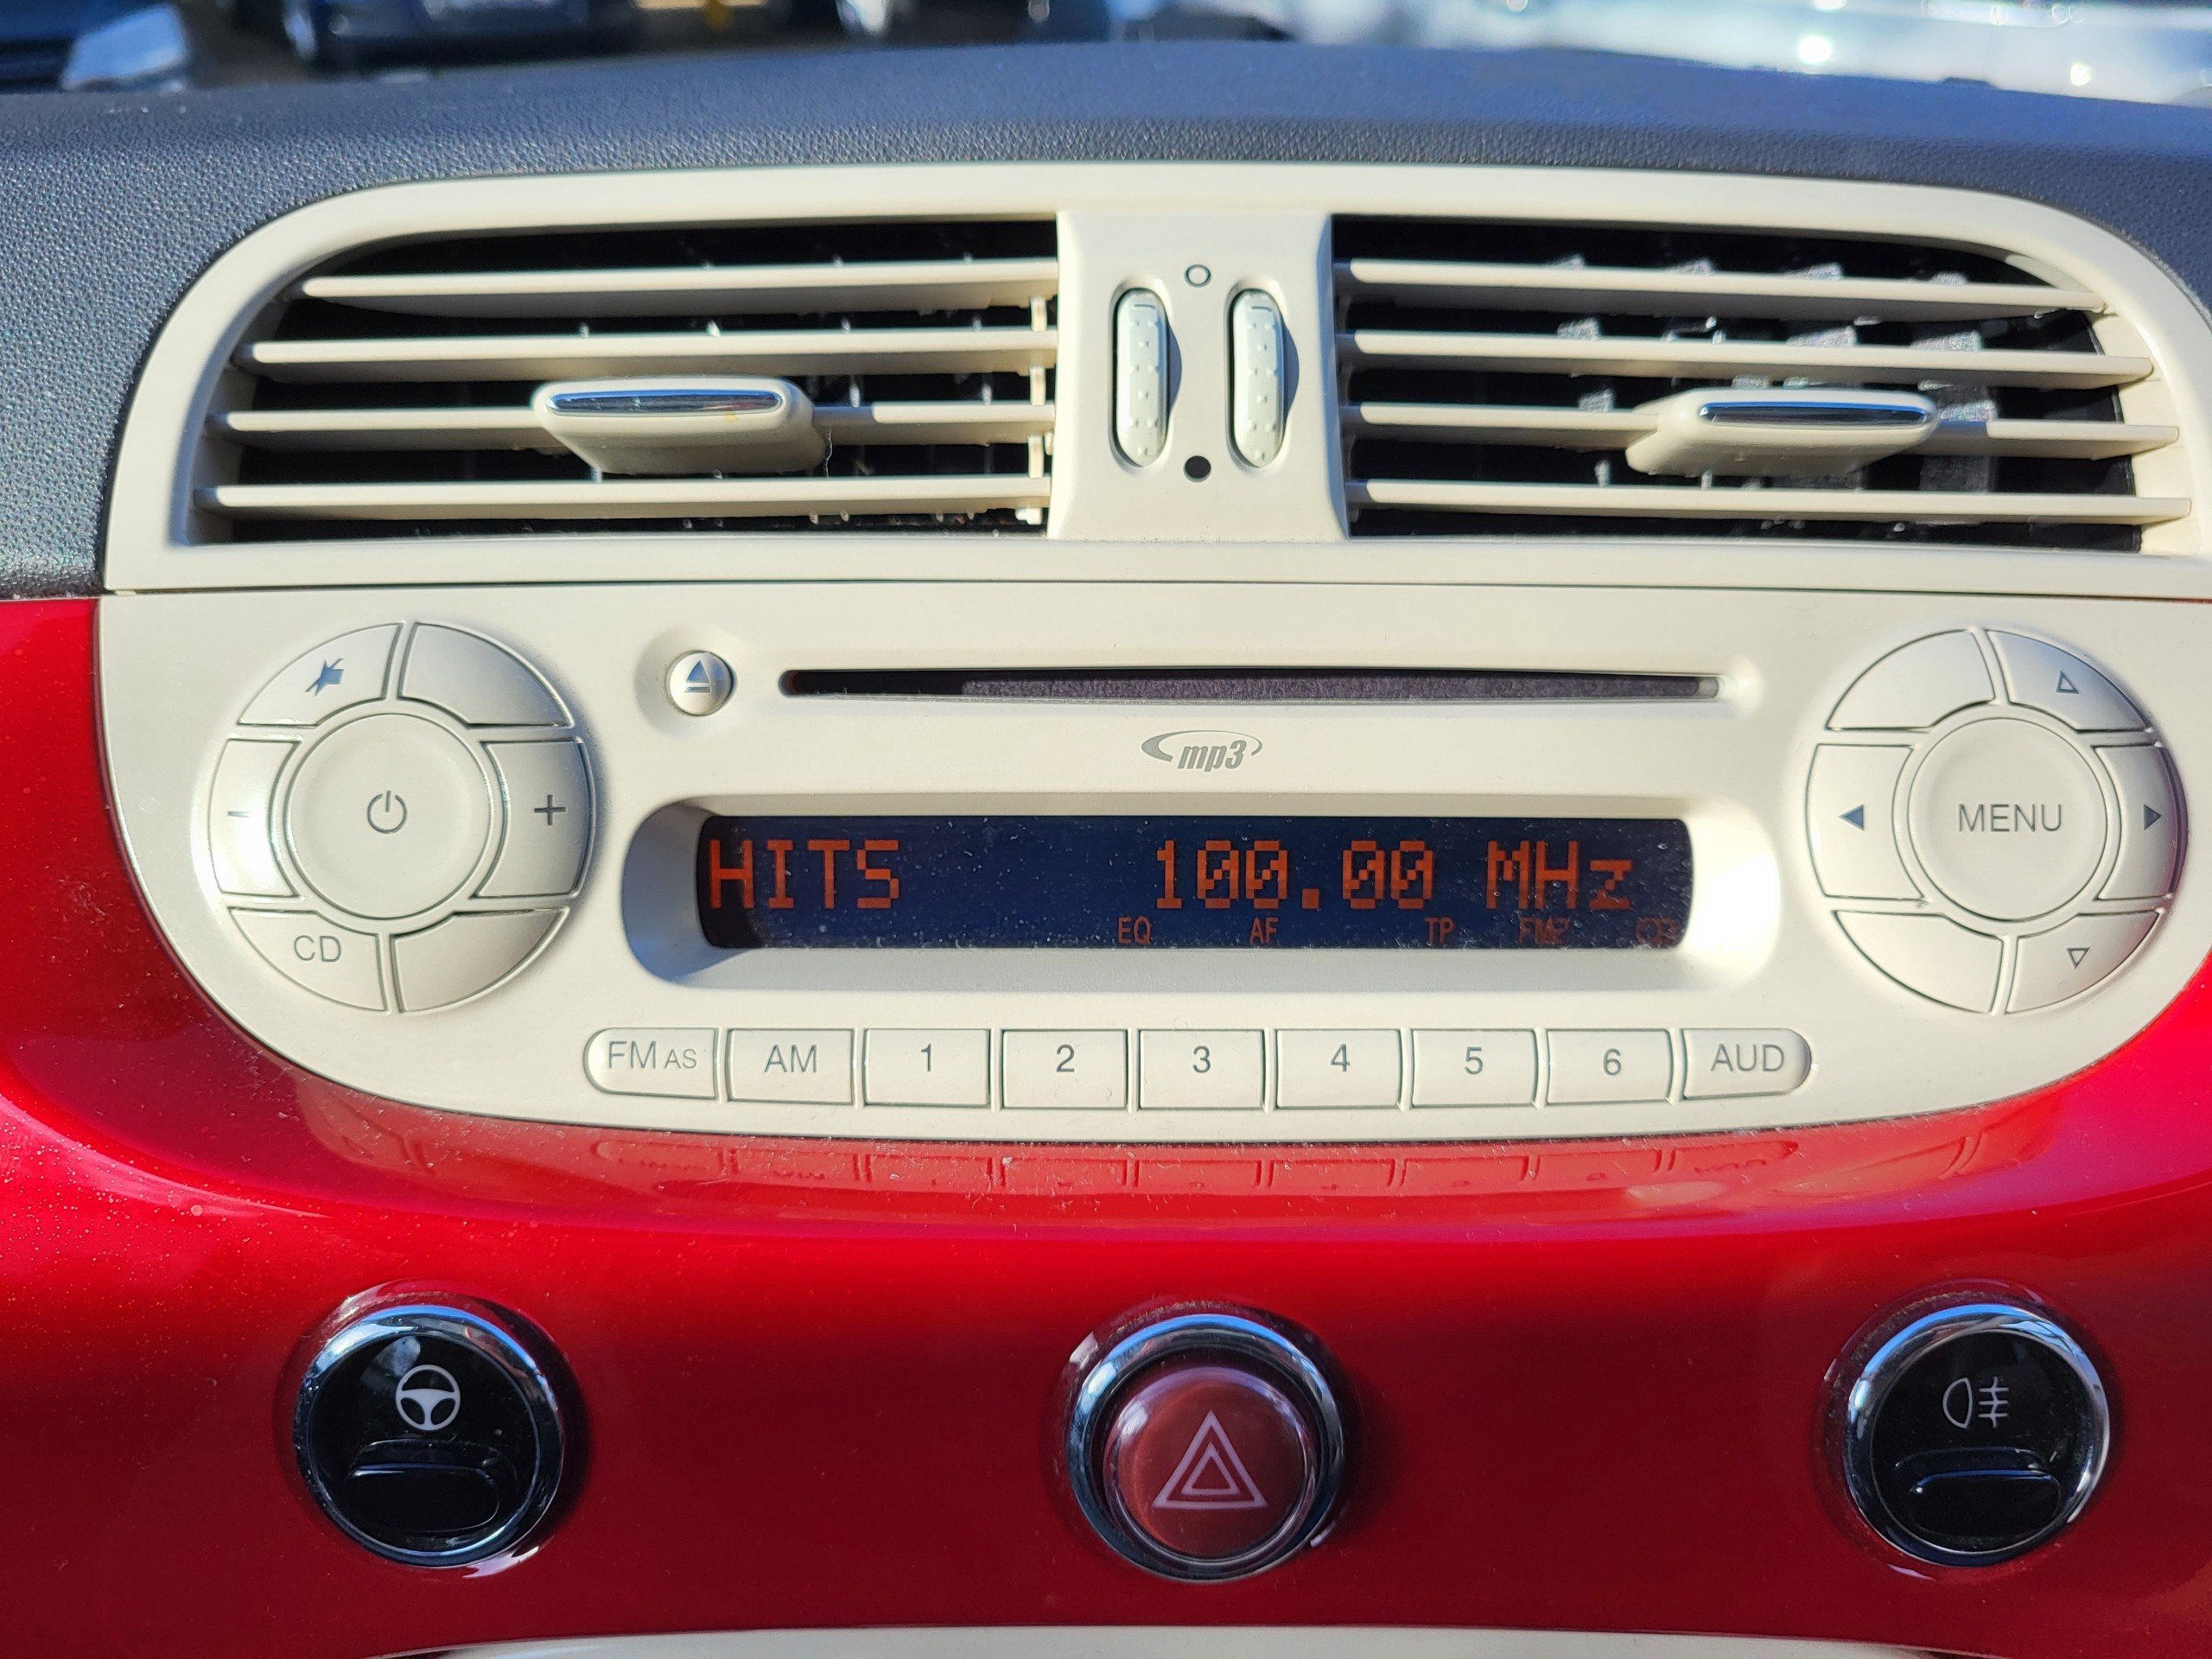 mp3
MENU
HITS 100.00 MHz
EQ AF TP FM2
CD
FM AS AM 1 2 3 4 5 6 AUD